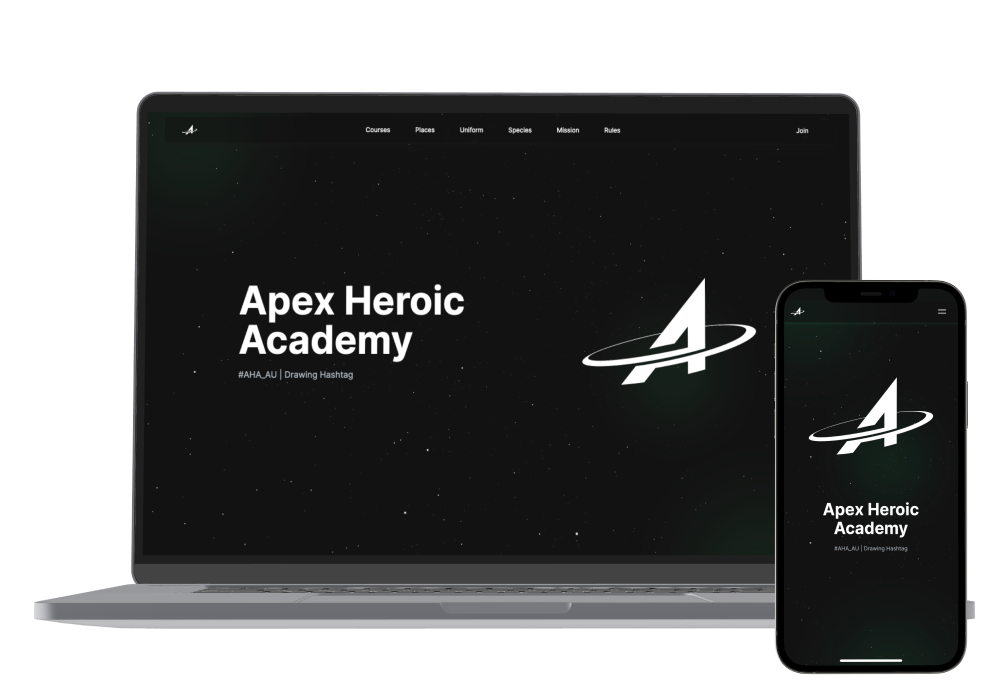 Courses Places Uniform Species Mission Rules Join
Apex Heroic
Academy
#AHA_AU | Drawing Hashtag
Apex Heroic
Academy
#AHA_AU | Drawing Hashtag